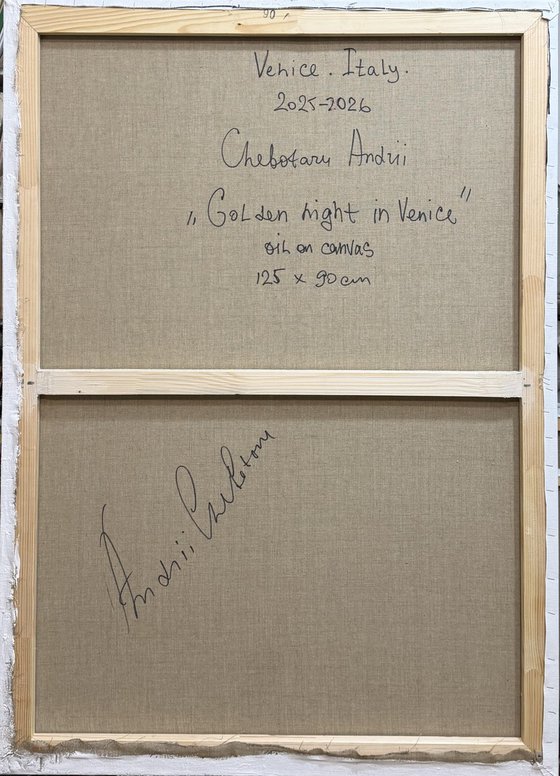 90
Venice. Italy.
2025-2026
Chebotaru Andrii
„Golden night in Venice"
oil on canvas
125 x 90 cm
Andrii Chebotaru